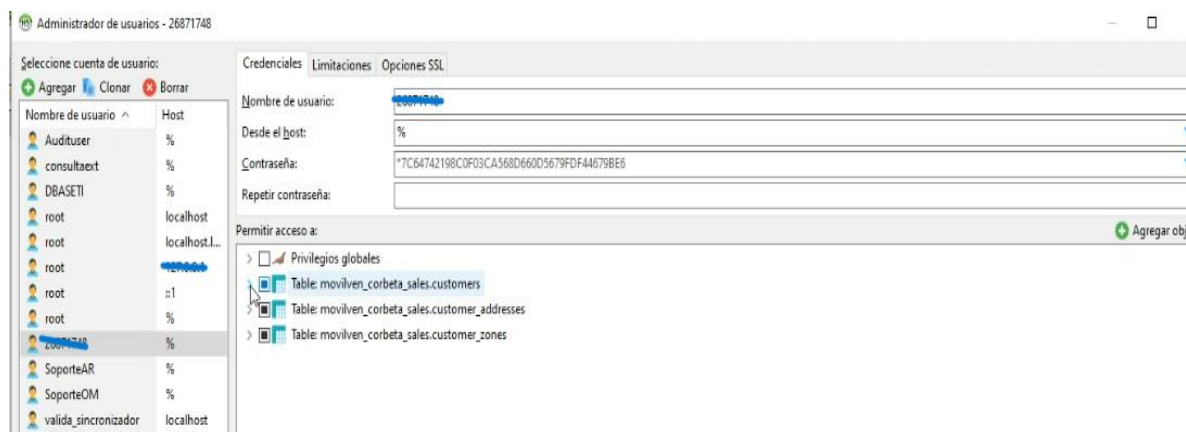 Administrador de usuarios - 26871748
Seleccione cuenta de usuario:
Agregar Clonar Borrar
Nombre de usuario Host
Audituser %
consultaext %
DBASETI %
root localhost
root localhost.l...
root
root ::1
root %
%
SoporteAR %
SoporteOM %
valida_sincronizador localhost
Credenciales Limitaciones Opciones SSL
Nombre de usuario:
Desde el host: %
Contraseña: *7C64742198C0F03CA568D660D5679FDF44679BE6
Repetir contraseña:
Permitir acceso a: Agregar obj
Privilegios globales
Table: movilven_corbeta_sales.customers
Table: movilven_corbeta_sales.customer_addresses
Table: movilven_corbeta_sales.customer_zones